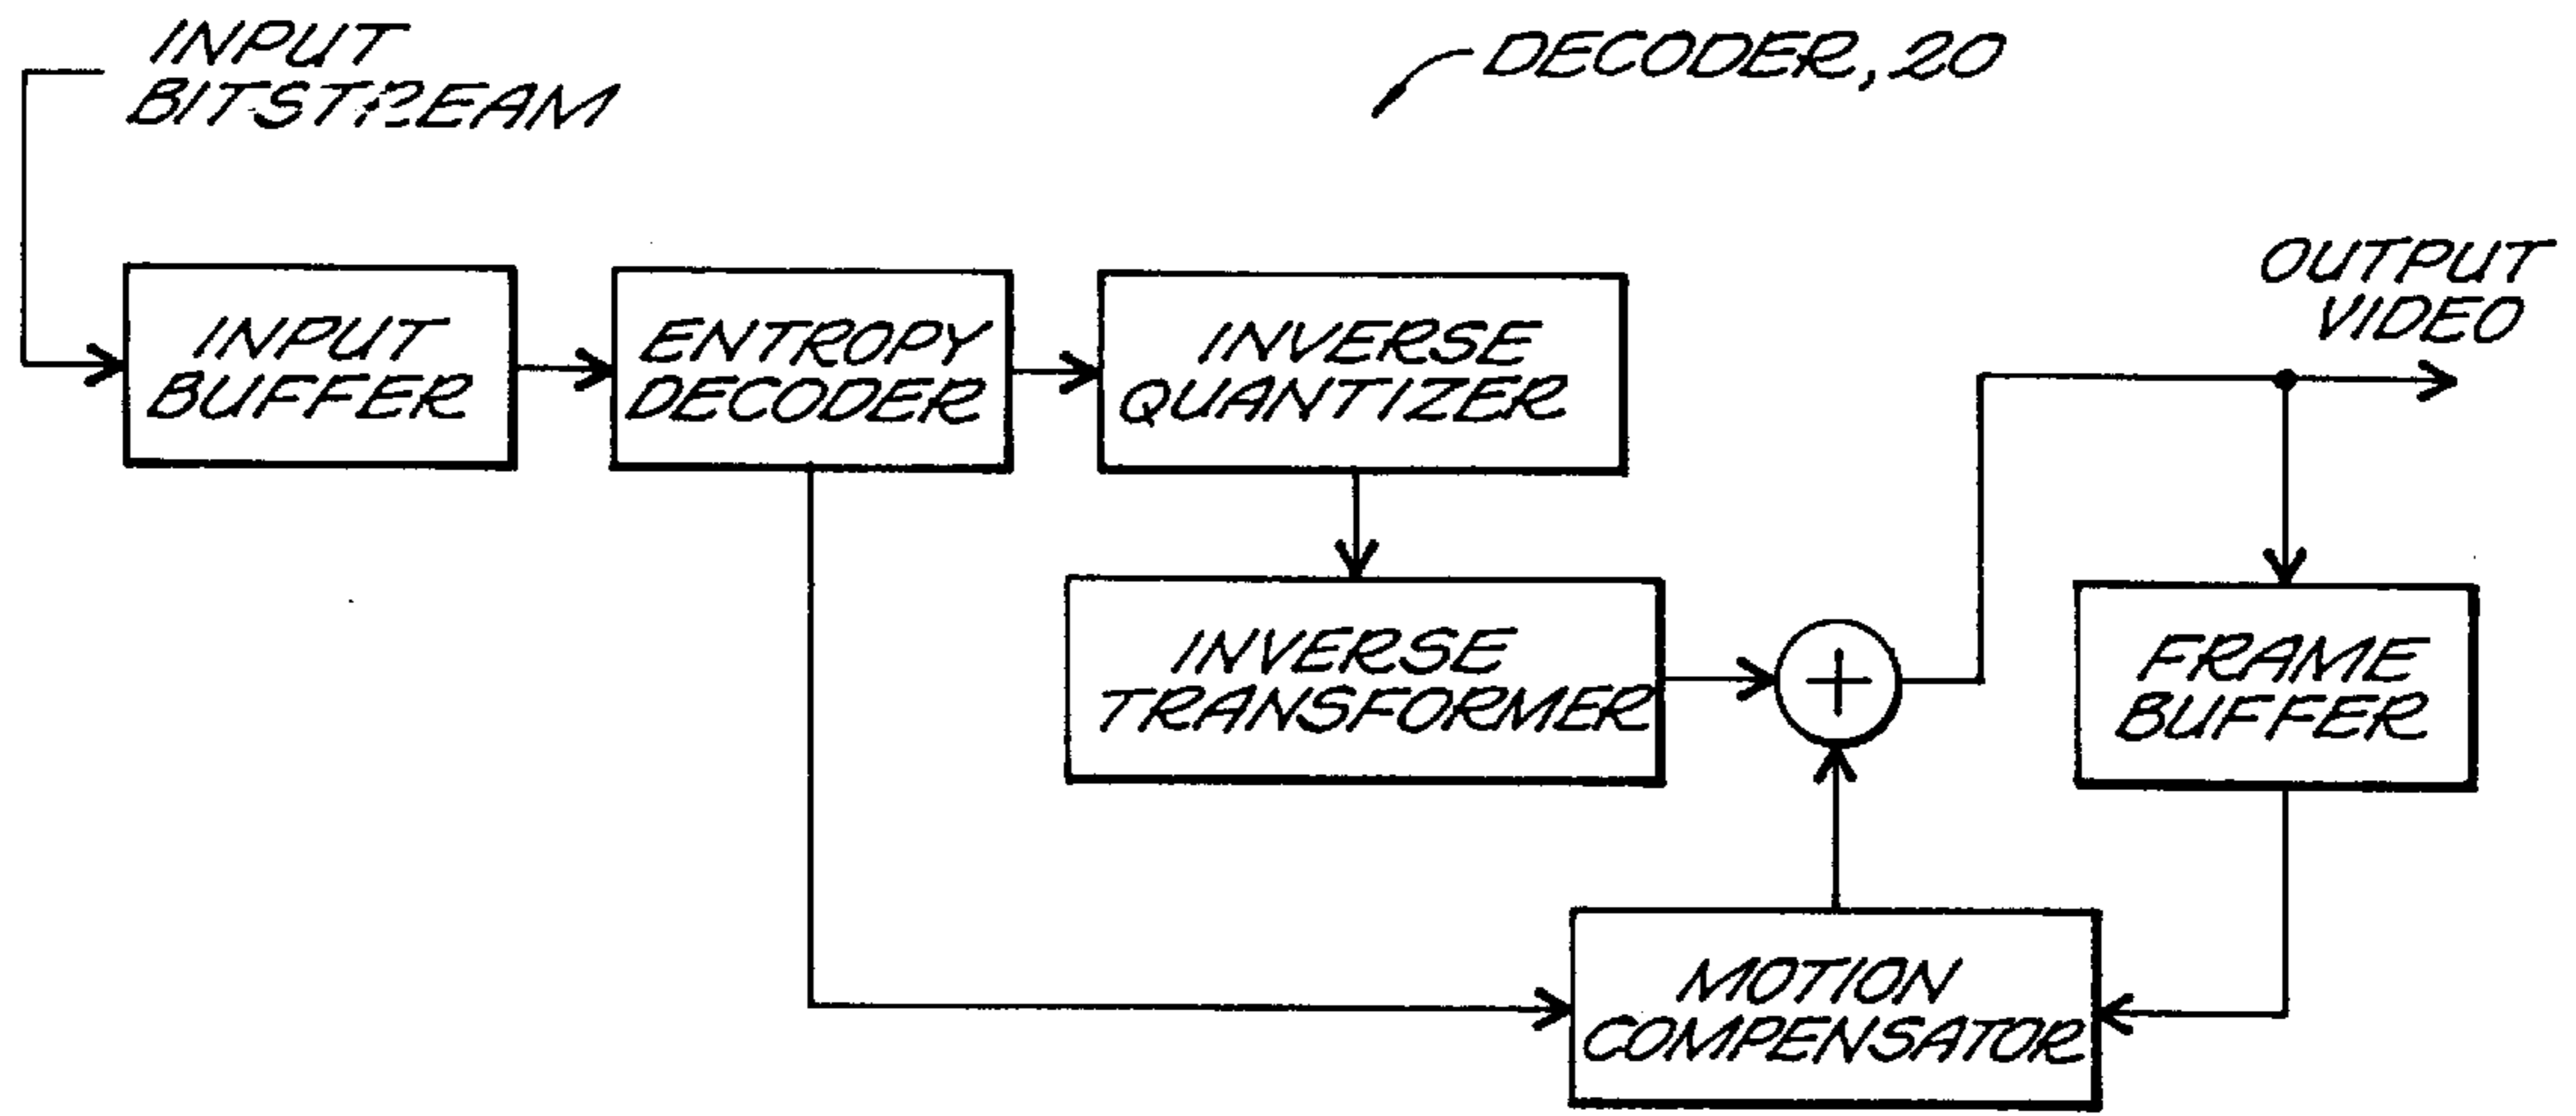 INPUT
BITSTREAM
DECODER, 20
OUTPUT
VIDEO
INPUT
BUFFER
ENTROPY
DECODER
INVERSE
QUANTIZER
INVERSE
TRANSFORMER
+
FRAME
BUFFER
MOTION
COMPENSATOR